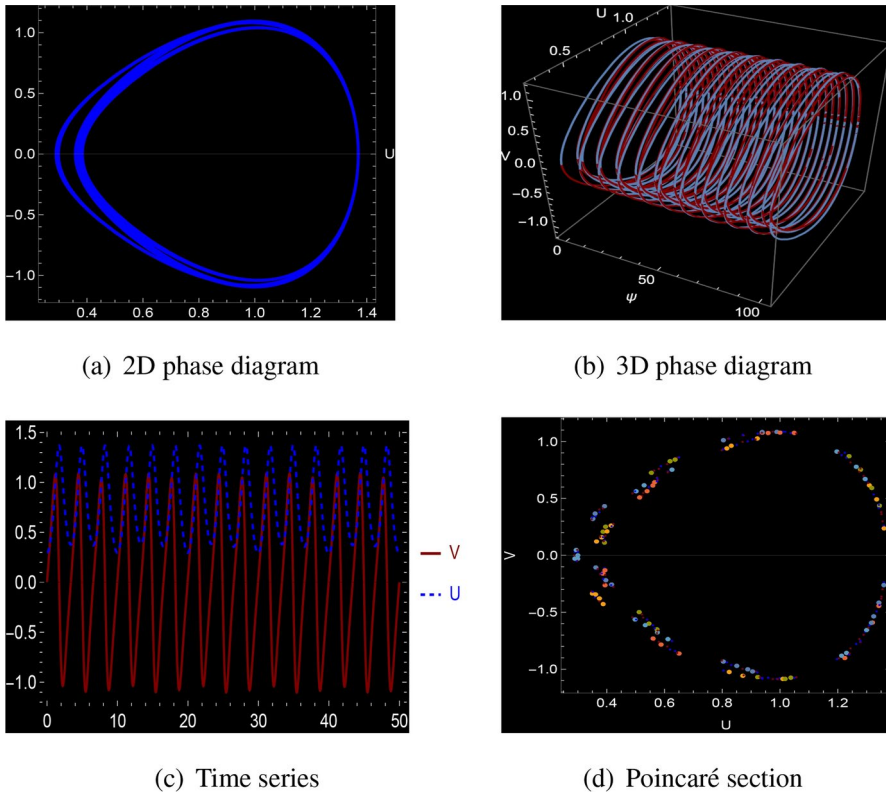 1.0
0.5
0.0
−0.5
−1.0
0.4 0.6 0.8 1.0 1.2 1.4
U
(a) 2D phase diagram
U 1.0
0.5
1.0
0.5
V 0.0
−0.5
−1.0
0
50
100
ψ
(b) 3D phase diagram
1.5
1.0
0.5
0.0
−0.5
−1.0
0 10 20 30 40 50
V
U
(c) Time series
1.0
0.5
V 0.0
−0.5
−1.0
0.4 0.6 0.8 1.0 1.2
U
(d) Poincaré section